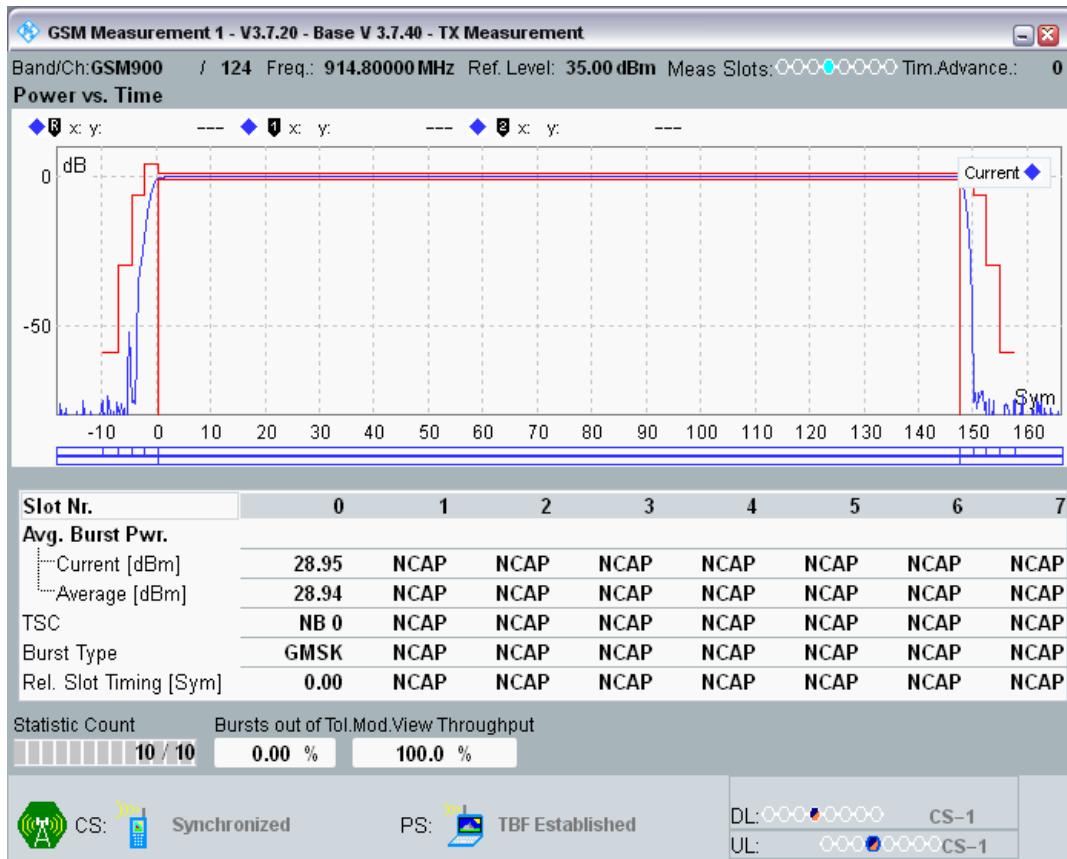 GSM Measurement 1 - V3.7.20 - Base V 3.7.40 - TX Measurement
Band/Ch:GSM900 / 124 Freq.: 914.80000 MHz Ref. Level: 35.00 dBm Meas Slots: Tim.Advance.: 0
Power vs. Time
R x: y: --- 1 x: y: --- 2 x: y: ---
dB
Current
0
-50
Sym
-10 0 10 20 30 40 50 60 70 80 90 100 110 120 130 140 150 160
Slot Nr. 0 1 2 3 4 5 6 7
Avg. Burst Pwr.
Current [dBm] 28.95 NCAP NCAP NCAP NCAP NCAP NCAP NCAP
Average [dBm] 28.94 NCAP NCAP NCAP NCAP NCAP NCAP NCAP
TSC NB 0 NCAP NCAP NCAP NCAP NCAP NCAP NCAP
Burst Type GMSK NCAP NCAP NCAP NCAP NCAP NCAP NCAP
Rel. Slot Timing [Sym] 0.00 NCAP NCAP NCAP NCAP NCAP NCAP NCAP
Statistic Count Bursts out of Tol. Mod.View Throughput
10 / 10 0.00 % 100.0 %
CS: Synchronized PS: TBF Established
DL: CS-1
UL: CS-1